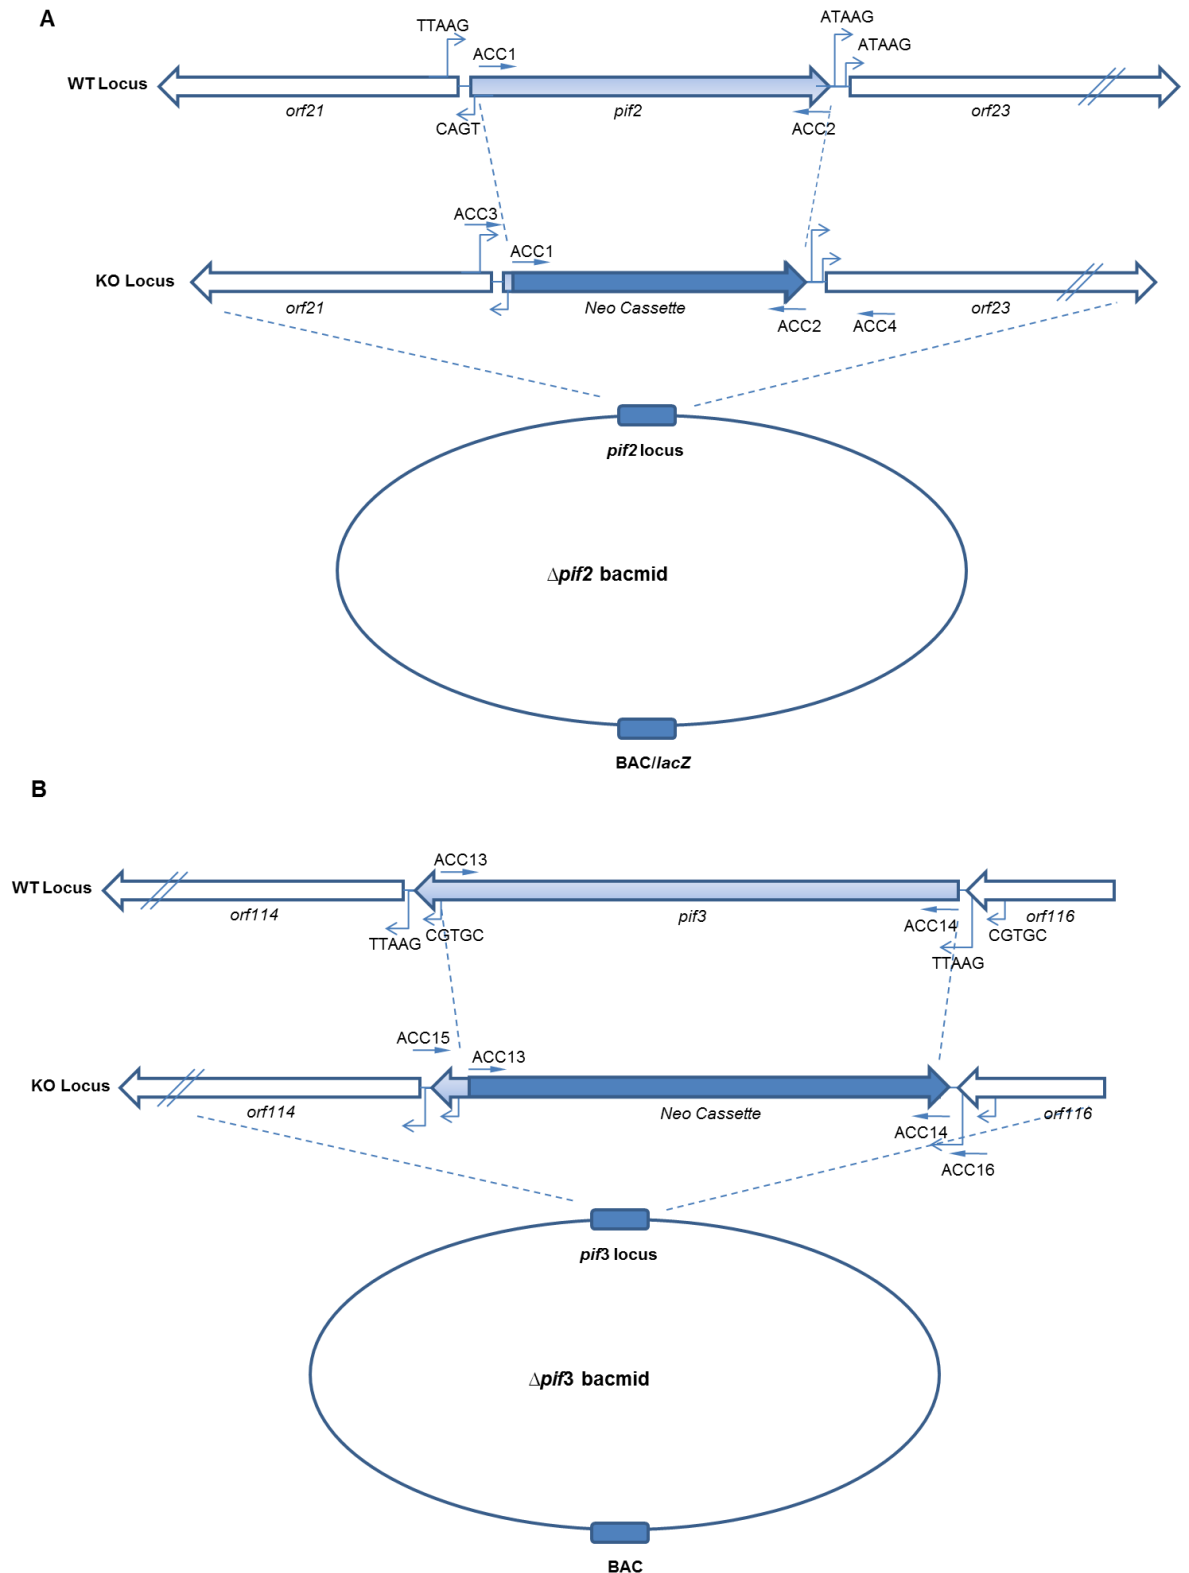 A
TTAAG
ACC1
ATAAG
ATAAG
WT Locus
orf21
pif2
orf23
CAGT
ACC2
ACC3
ACC1
KO Locus
orf21
Neo Cassette
orf23
ACC2
ACC4
pif2 locus
Δpif2 bacmid
BAC/lacZ
B
ACC13
WT Locus
orf114
pif3
orf116
TTAAG
CGTGC
ACC14
CGTGC
TTAAG
ACC15
ACC13
KO Locus
orf114
Neo Cassette
orf116
ACC14
ACC16
pif3 locus
Δpif3 bacmid
BAC